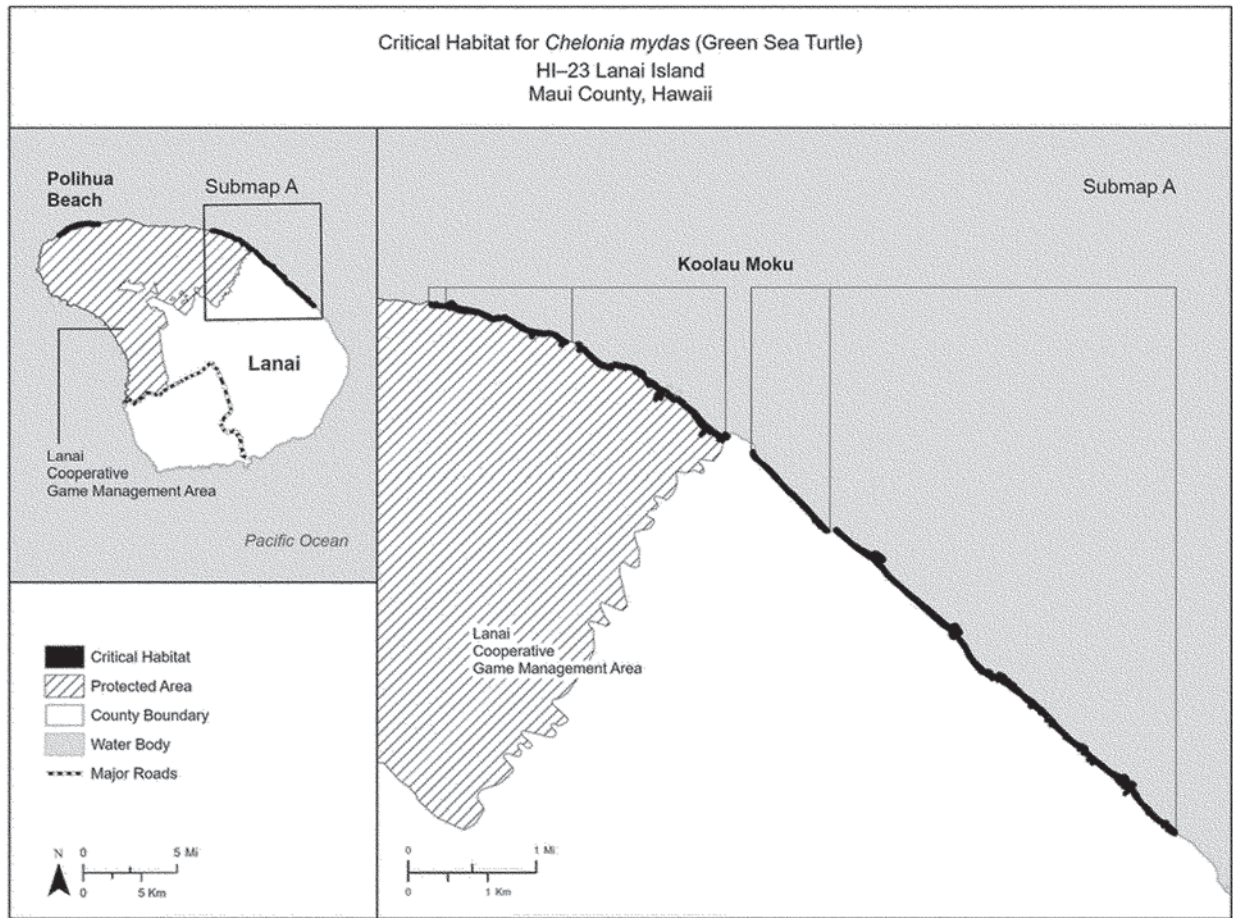 Critical Habitat for Chelonia mydas (Green Sea Turtle)
HI–23 Lanai Island
Maui County, Hawaii
Polihua
Beach
Submap A
Lanai
Lanai
Cooperative
Game Management Area
Pacific Ocean
Critical Habitat
Protected Area
County Boundary
Water Body
Major Roads
N
0 5 Mi
0 5 Km
Submap A
Koolau Moku
Lanai
Cooperative
Game Management Area
0 1 Mi
0 1 Km